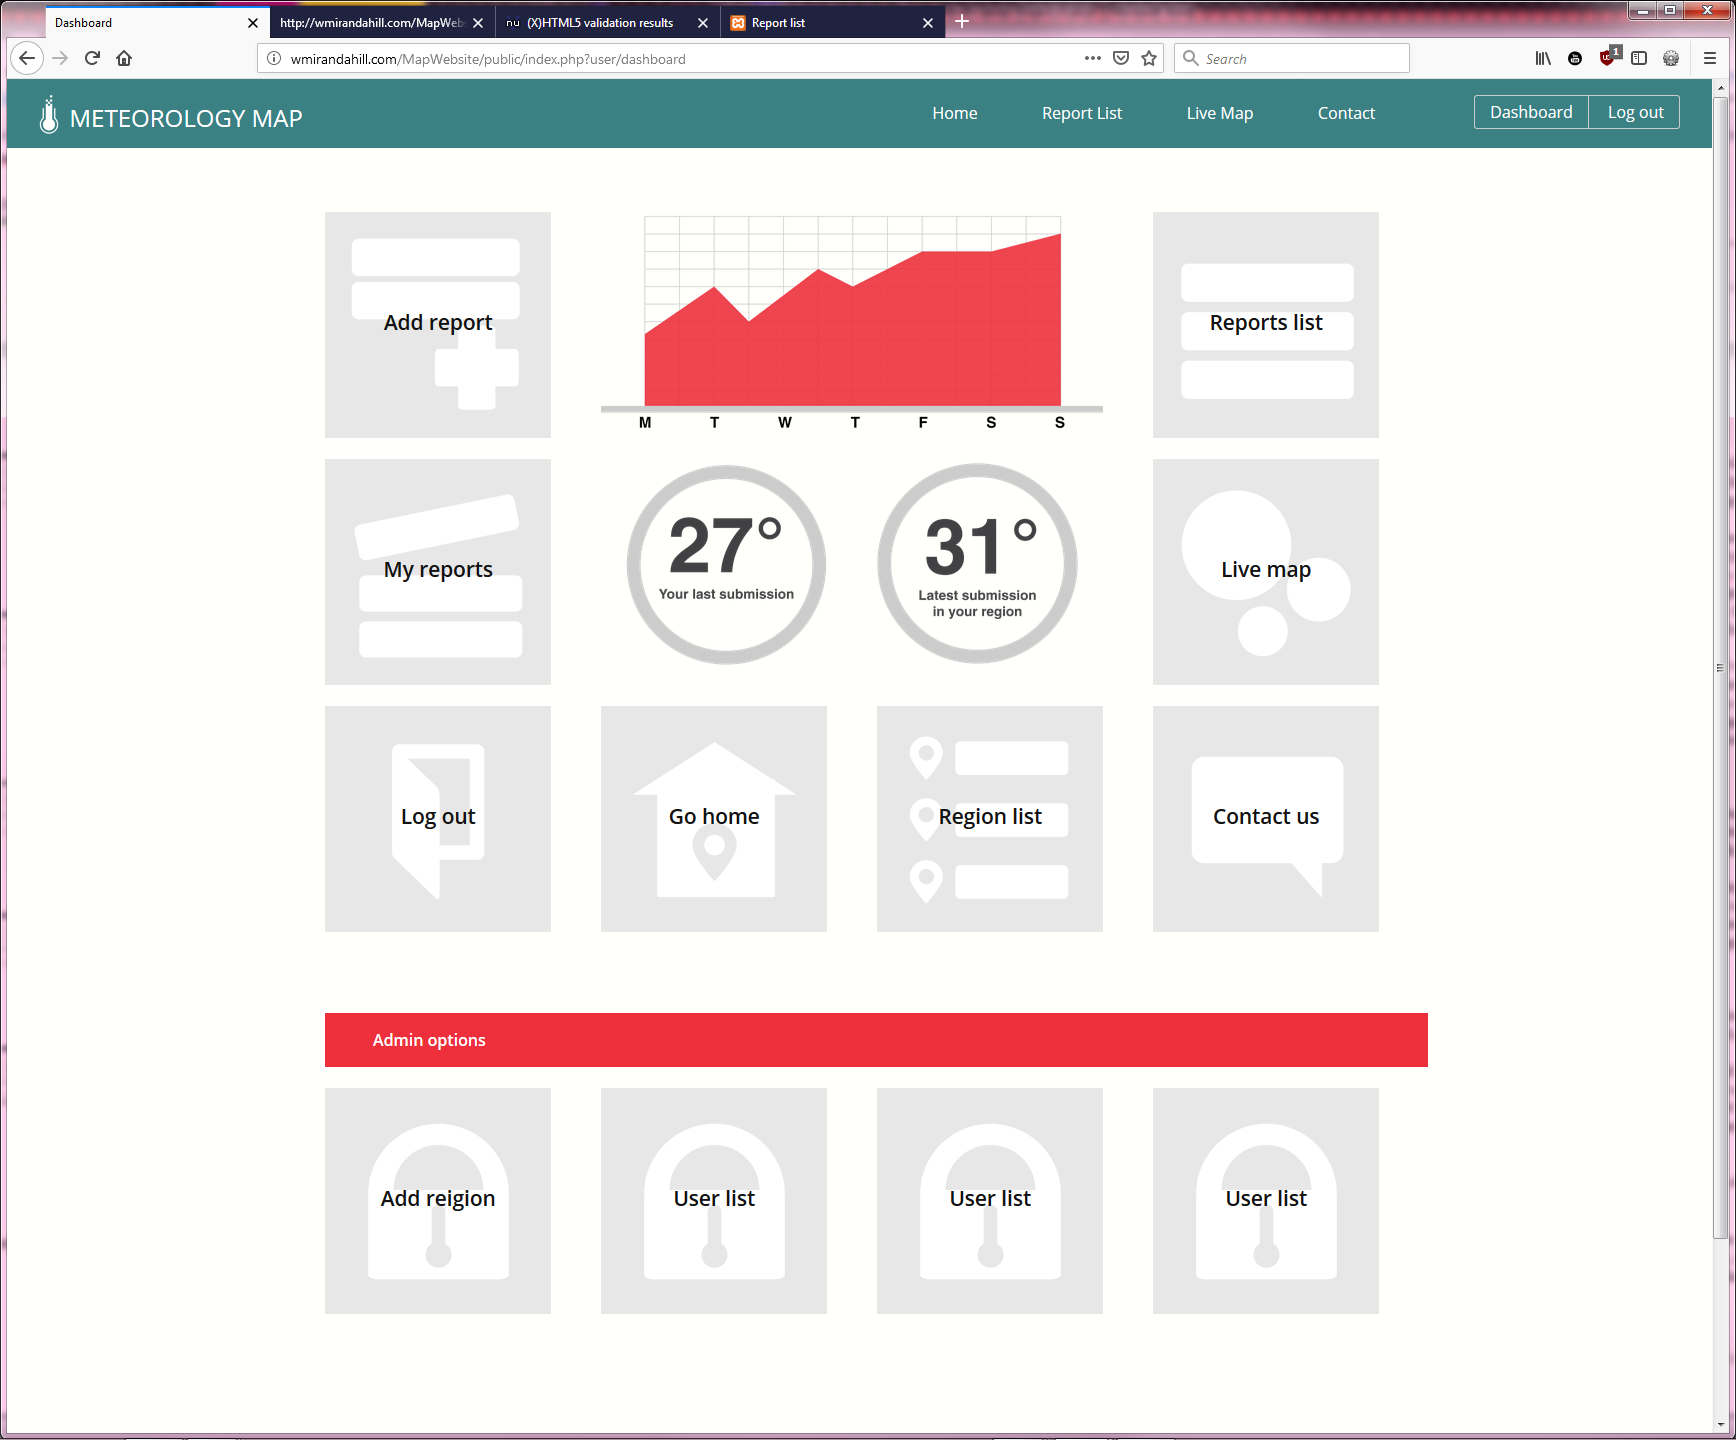 Dashboard
http://wmirandahill.com/MapWeb
nu (X)HTML5 validation results
Report list
wmirandahill.com/MapWebsite/public/index.php?user/dashboard
Search
1
METEOROLOGY MAP
Home
Report List
Live Map
Contact
Dashboard
Log out
Add report
M T W T F S S
Reports list
My reports
27°
Your last submission
31°
Latest submission
in your region
Live map
Log out
Go home
Region list
Contact us
Admin options
Add reigion
User list
User list
User list